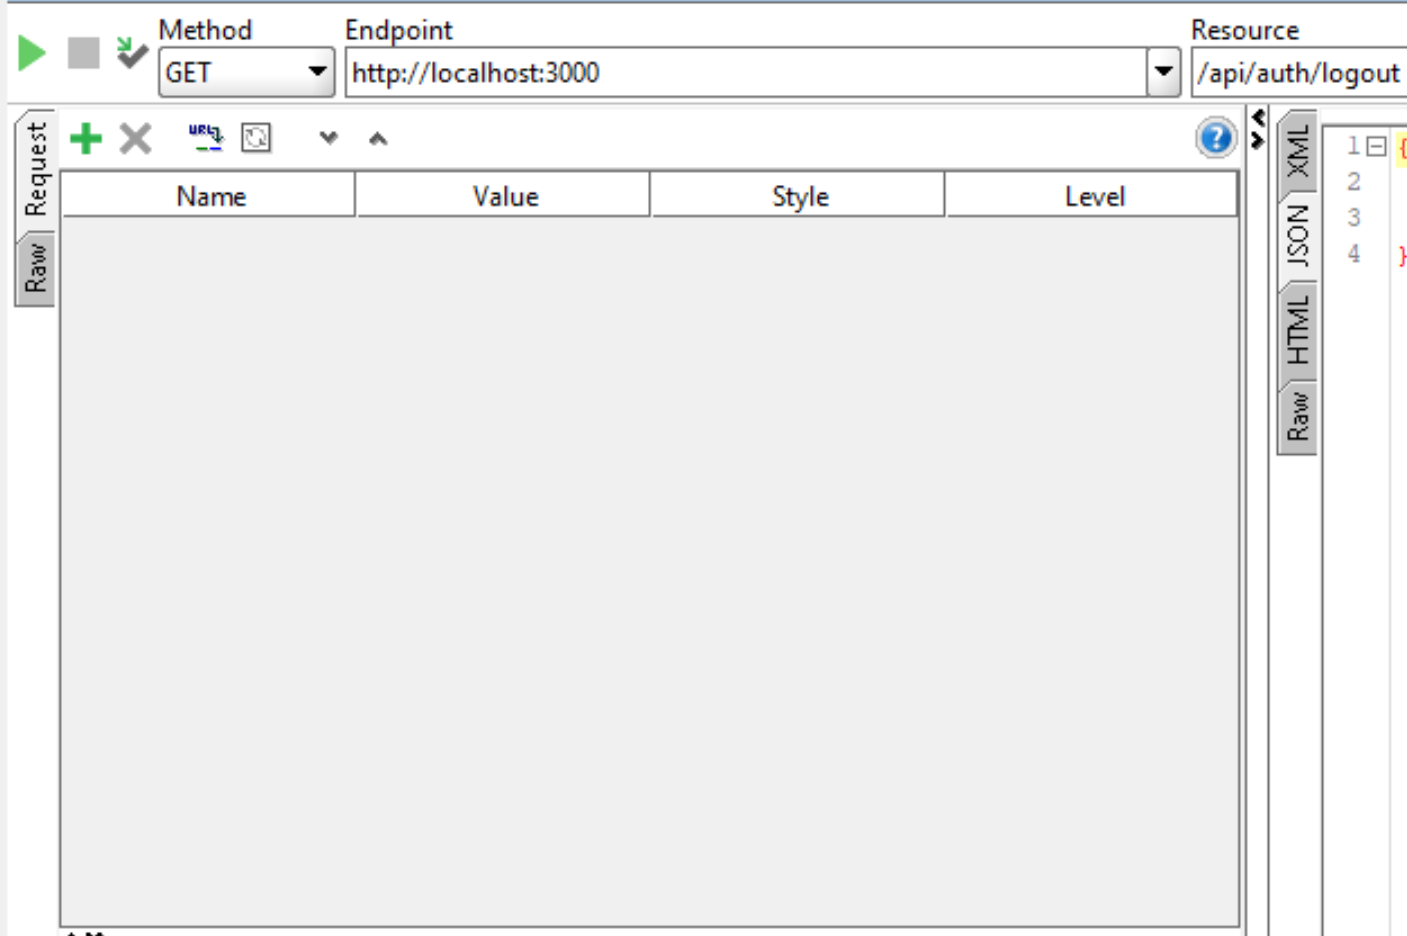 Method Endpoint Resource
GET http://localhost:3000 /api/auth/logout
Request
Raw
URL
Name Value Style Level
XML
JSON
HTML
Raw
1 {
2
3
4 }